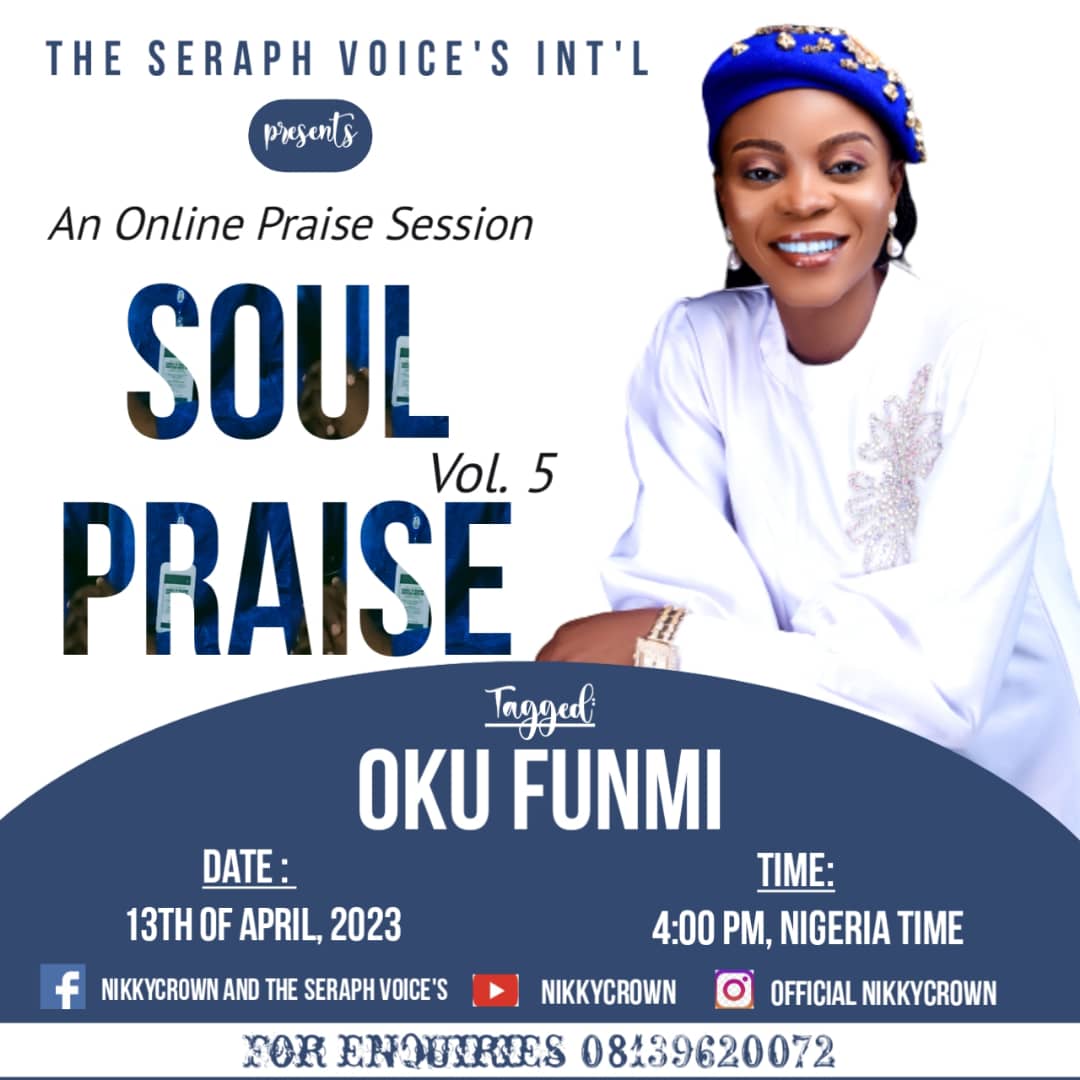 THE SERAPH VOICE'S INT'L
presents
An Online Praise Session
SOUL
Vol. 5
PRAISE
Tagged:
OKU FUNMI
DATE :
TIME:
13TH OF APRIL, 2023
4:00 PM, NIGERIA TIME
NIKKYCROWN AND THE SERAPH VOICE'S
NIKKYCROWN
OFFICIAL NIKKYCROWN
FOR ENQUIRIES 08139620072